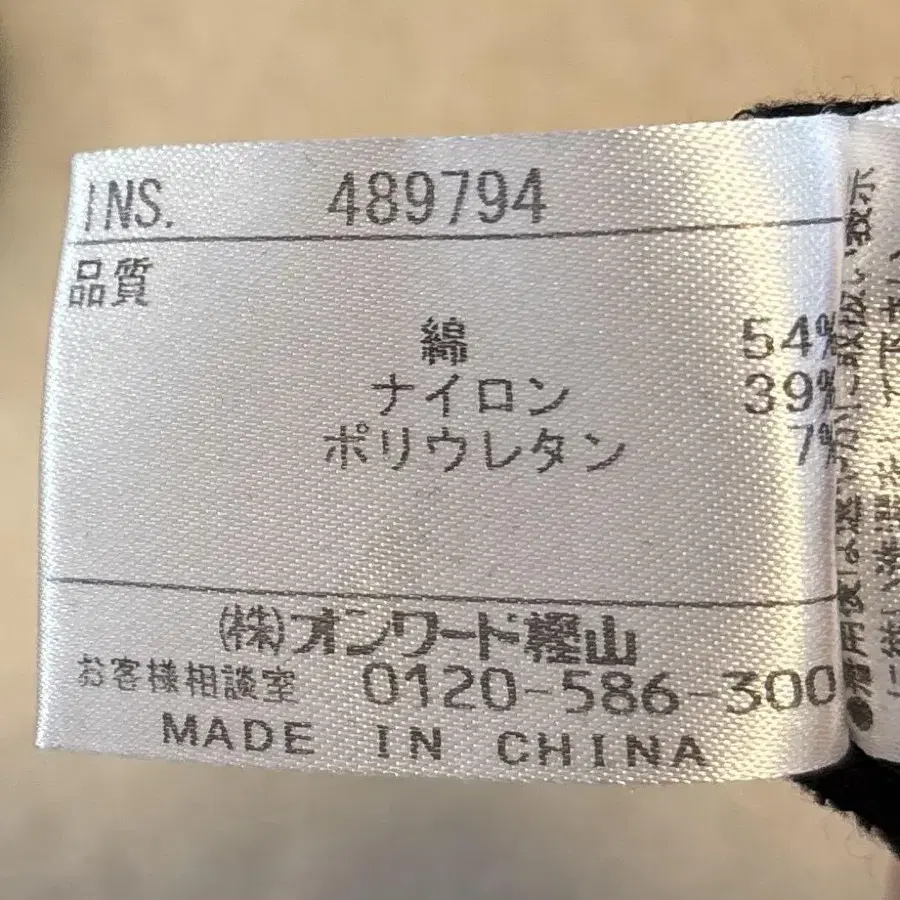 INS. 489794
品質
綿 54%
ナイロン 39%
ポリウレタン 7%
(株)オンワード樫山
お客様相談室 0120-586-300
MADE IN CHINA